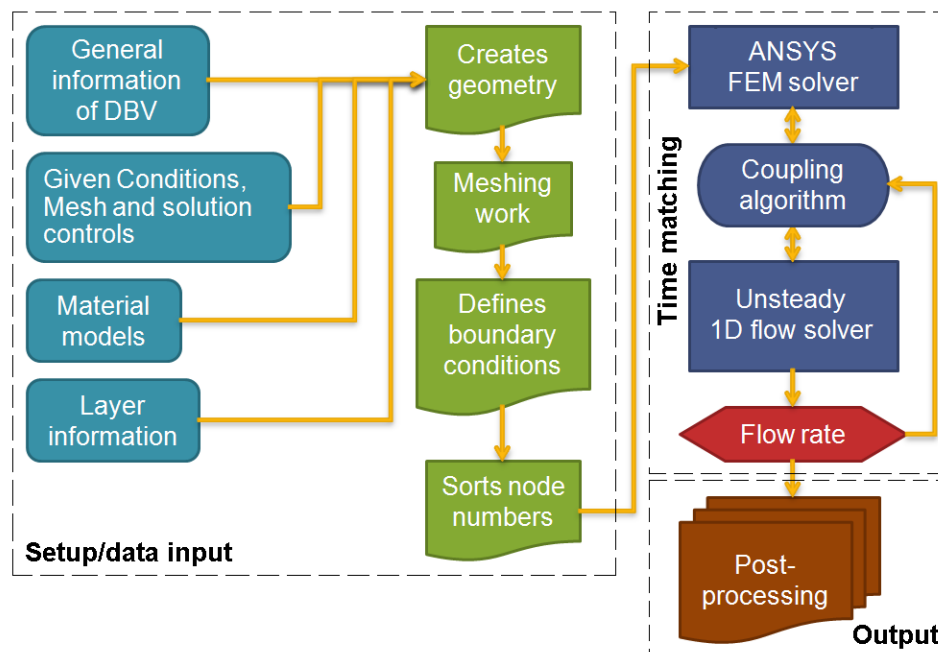 General
information
of DBV
Given Conditions,
Mesh and solution
controls
Material
models
Layer
information
Setup/data input
Creates
geometry
Meshing
work
Defines
boundary
conditions
Sorts node
numbers
Time matching
ANSYS
FEM solver
Coupling
algorithm
Unsteady
1D flow solver
Flow rate
Post-
processing
Output